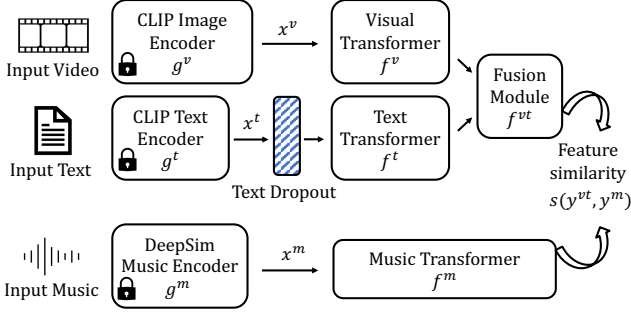 Input Video
CLIP Image
Encoder
g^v
x^v
Visual
Transformer
f^v
Input Text
CLIP Text
Encoder
g^t
x^t
Text Dropout
Text
Transformer
f^t
Fusion
Module
f^{vt}
Feature
similarity
s(y^{vt}, y^m)
Input Music
DeepSim
Music Encoder
g^m
x^m
Music Transformer
f^m